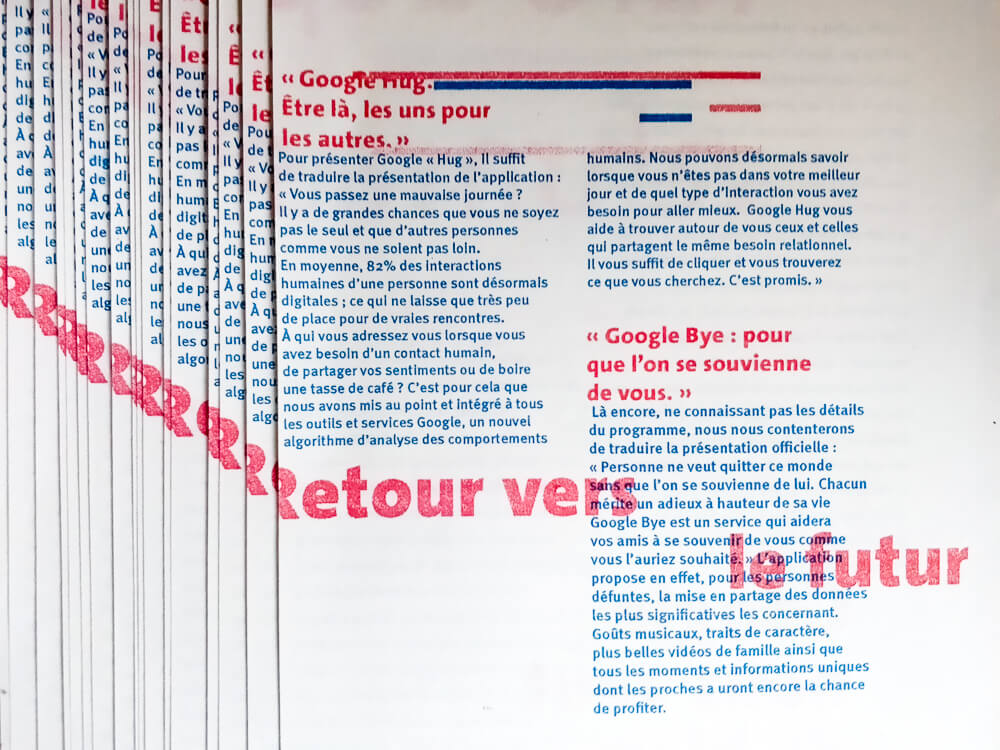 « Google Hug.
Être là, les uns pour
les autres. »
Pour présenter Google « Hug », Il suffit
de traduire la présentation de l'application :
« Vous passez une mauvaise journée ?
Il y a de grandes chances que vous ne soyez
pas le seul et que d'autres personnes
comme vous ne soient pas loin.
En moyenne, 82% des interactions
humaines d'une personne sont désormais
digitales ; ce qui ne laisse que très peu
de place pour de vraies rencontres.
À qui vous adressez vous lorsque vous
avez besoin d'un contact humain,
de partager vos sentiments ou de boire
une tasse de café ? C'est pour cela que
nous avons mis au point et intégré à tous
les outils et services Google, un nouvel
algorithme d'analyse des comportements
humains. Nous pouvons désormais savoir
lorsque vous n'êtes pas dans votre meilleur
jour et de quel type d'interaction vous avez
besoin pour aller mieux. Google Hug vous
aide à trouver autour de vous ceux et celles
qui partagent le même besoin relationnel.
Il vous suffit de cliquer et vous trouverez
ce que vous cherchez. C'est promis. »
« Google Bye : pour
que l'on se souvienne
de vous. »
Là encore, ne connaissant pas les détails
du programme, nous nous contenterons
de traduire la présentation officielle :
« Personne ne veut quitter ce monde
sans que l'on se souvienne de lui. Chacun
mérite un adieux à hauteur de sa vie
Google Bye est un service qui aidera
vos amis à se souvenir de vous comme
vous l'auriez souhaité. » L'application
propose en effet, pour les personnes
défuntes, la mise en partage des données
les plus significatives les concernant.
Goûts musicaux, traits de caractère,
plus belles vidéos de famille ainsi que
tous les moments et informations uniques
dont les proches a uront encore la chance
de profiter.
Retour vers
le futur